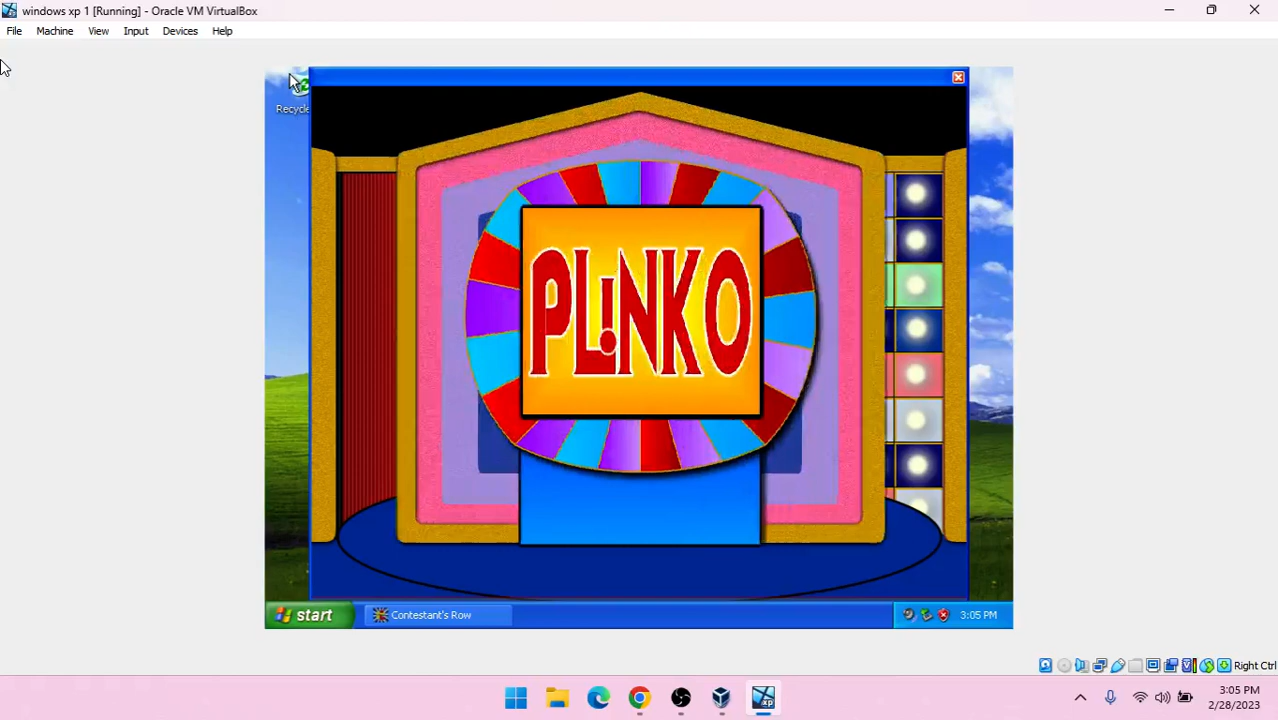 windows xp 1 [Running] - Oracle VM VirtualBox
File Machine View Input Devices Help
Recycle
PLiNKO
start
Contestant's Row
3:05 PM
Right Ctrl
xp
3:05 PM
2/28/2023